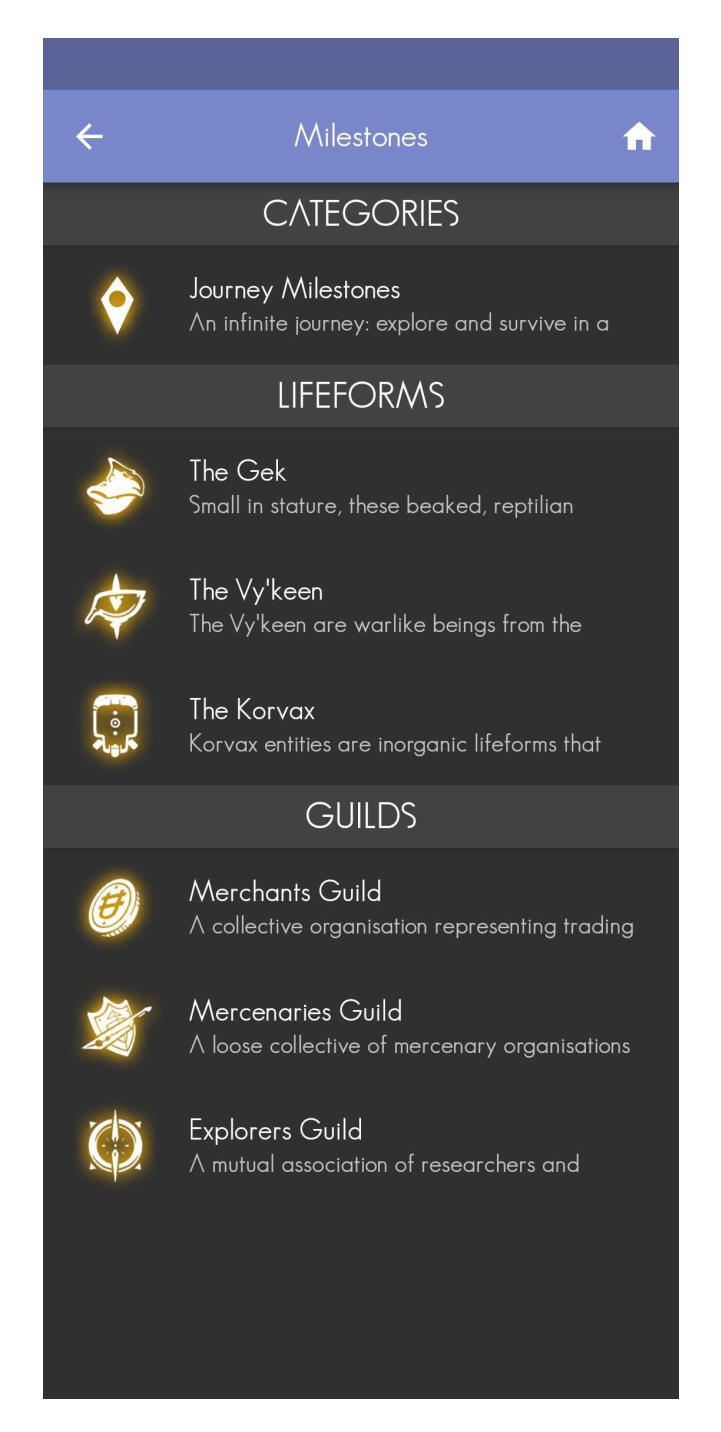 Milestones
CATEGORIES
Journey Milestones
An infinite journey: explore and survive in a
LIFEFORMS
The Gek
Small in stature, these beaked, reptilian
The Vy'keen
The Vy'keen are warlike beings from the
The Korvax
Korvax entities are inorganic lifeforms that
GUILDS
Merchants Guild
A collective organisation representing trading
Mercenaries Guild
A loose collective of mercenary organisations
Explorers Guild
A mutual association of researchers and